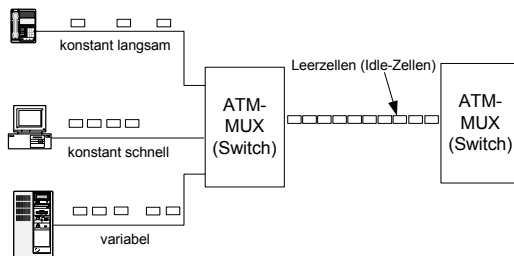 konstant langsam
Leerzellen (Idle-Zellen)
ATM-
MUX
(Switch)
ATM-
MUX
(Switch)
konstant schnell
variabel